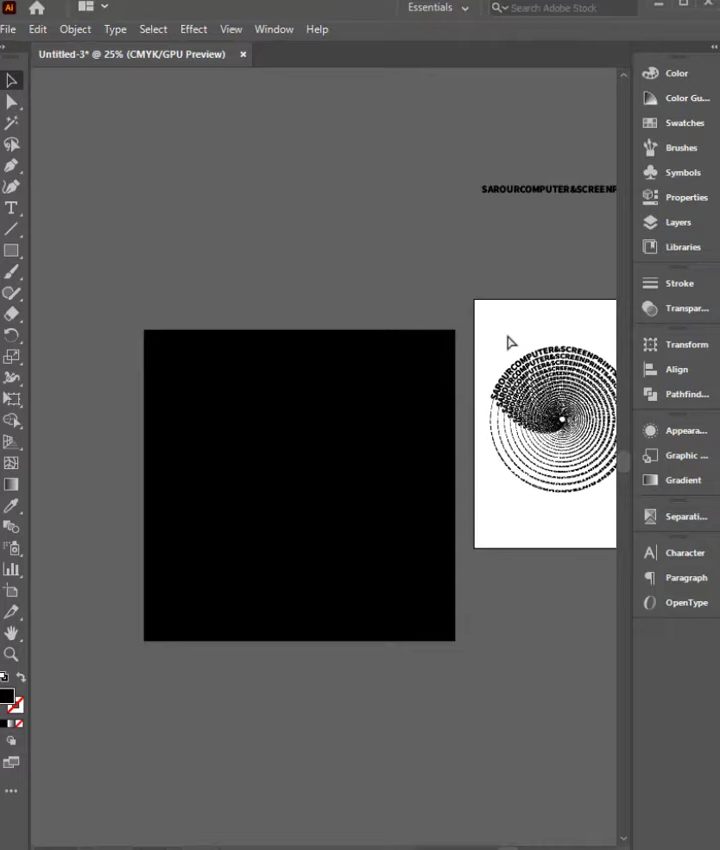 Ai
Essentials
Search Adobe Stock
File Edit Object Type Select Effect View Window Help
Untitled-3* @ 25% (CMYK/GPU Preview) ×
Color
Color Gu...
Swatches
Brushes
Symbols
Properties
Layers
Libraries
Stroke
Transpar...
Transform
Align
Pathfind...
Appeara...
Graphic ...
Gradient
Separati...
Character
Paragraph
OpenType
SAROURCOMPUTER&SCREENP
SAROURCOMPUTER&SCREENPRINT